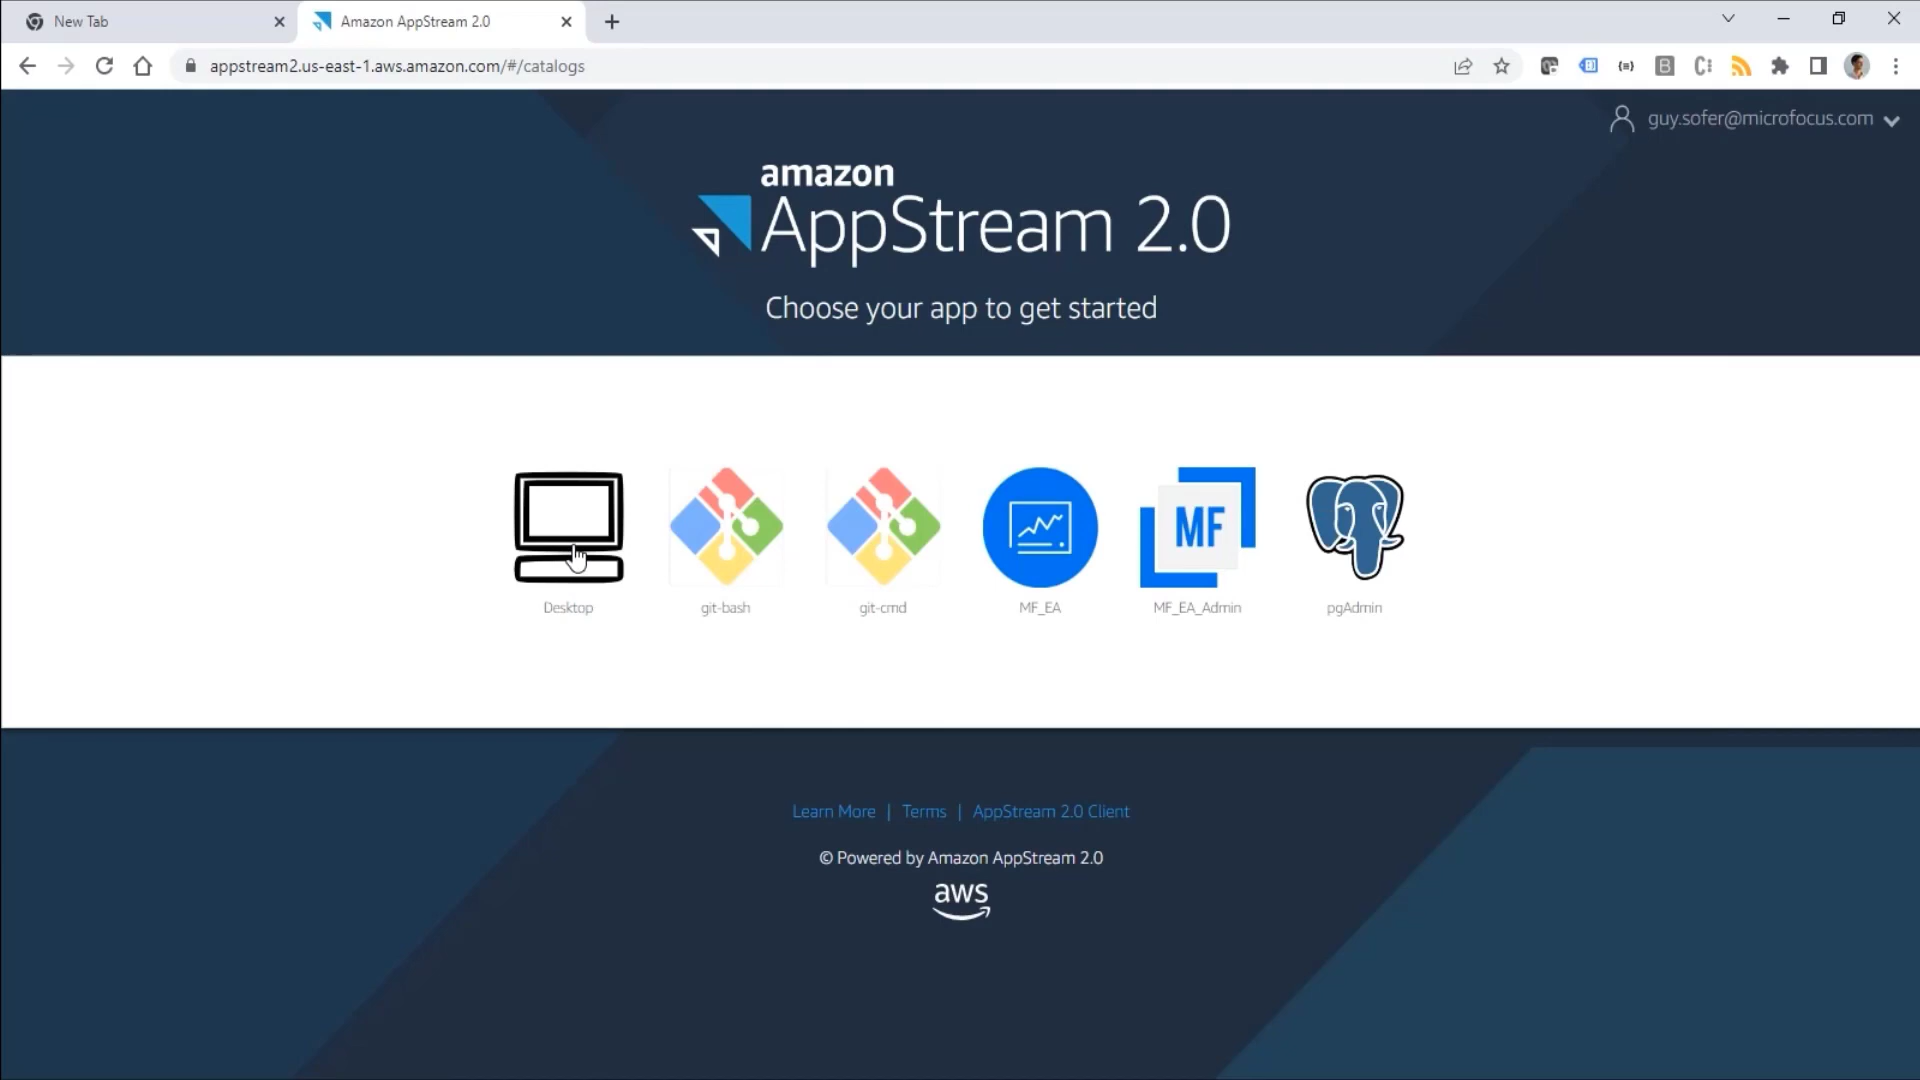 New Tab
Amazon AppStream 2.0
appstream2.us-east-1.aws.amazon.com/#/catalogs
guy.sofer@microfocus.com
amazon
AppStream 2.0
Choose your app to get started
MF
Desktop
git-bash
git-cmd
MF_EA
MF_EA_Admin
pgAdmin
Learn More | Terms | AppStream 2.0 Client
© Powered by Amazon AppStream 2.0
aws